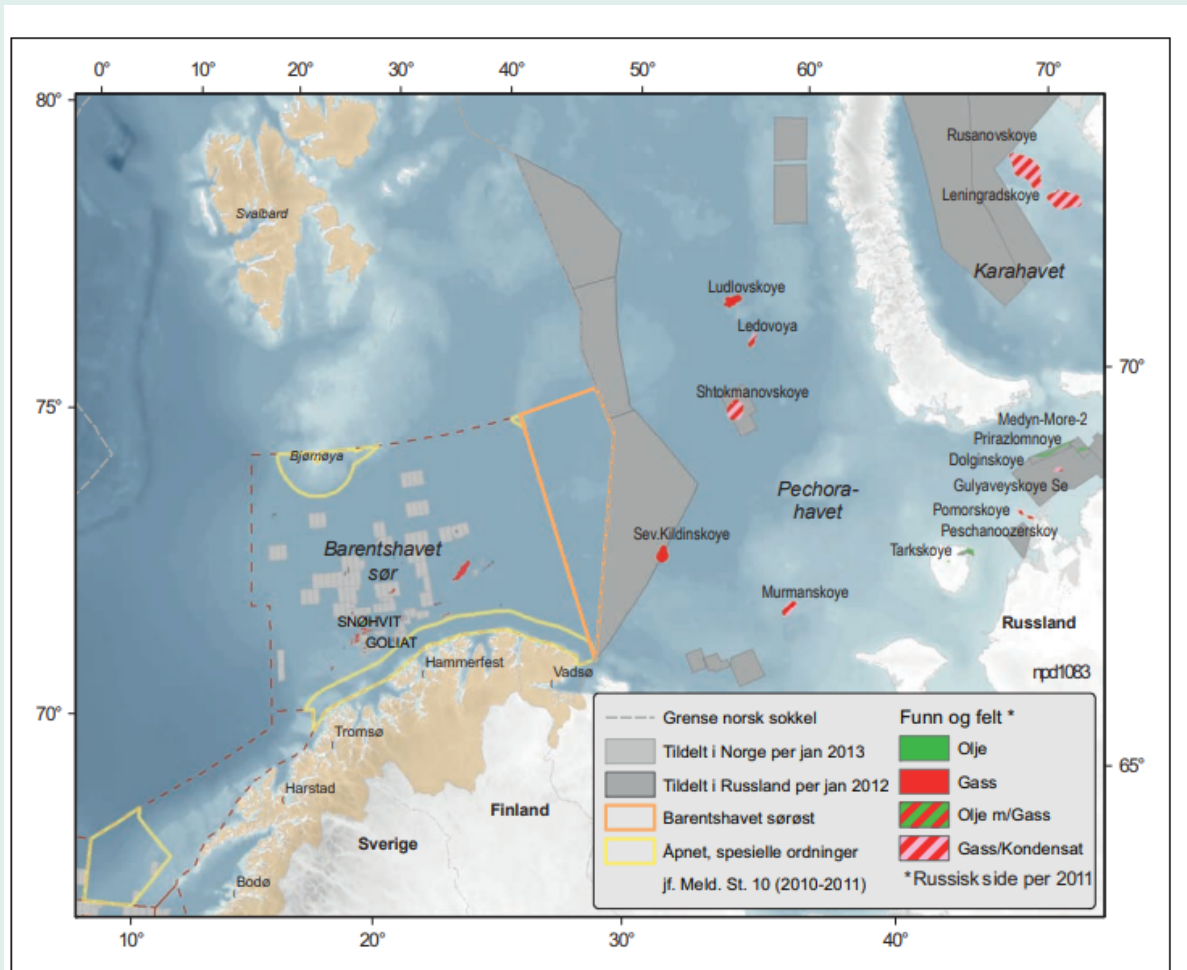 0° 10° 20° 30° 40° 50° 60° 70°
80°
Rusanovskoye
Leningradskoye
Svalbard
Karahavet
Ludlovskoye
Ledovoya
70°
Shtokmanovskoye
75°
Medyn-More-2
Prirazlomnoye
Bjørnøya
Dolginskoye
Gulyaveyskoye Se
Pechora-
havet
Pomorskoye
Sev.Kildinskoye
Peschanoozerskoy
Barentshavet
sør
Tarkskoye
Murmanskoye
SNØHVIT
Russland
GOLIAT
Hammerfest
Vadsø
npd1083
70°
Tromsø
Harstad
Finland
Sverige
Bodø
65°
Grense norsk sokkel
Tildelt i Norge per jan 2013
Tildelt i Russland per jan 2012
Barentshavet sørøst
Åpnet, spesielle ordninger
jf. Meld. St. 10 (2010-2011)
Funn og felt *
Olje
Gass
Olje m/Gass
Gass/Kondensat
*Russisk side per 2011
10° 20° 30° 40°